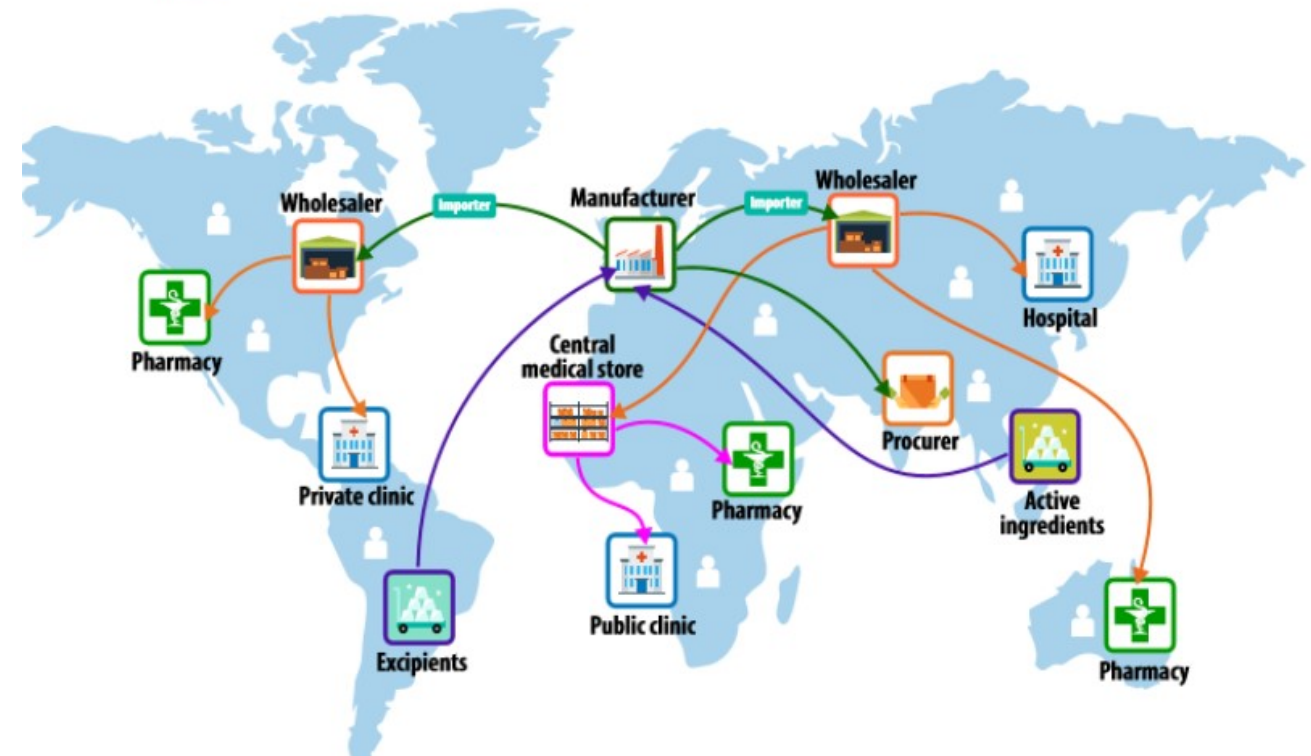 Wholesaler
Importer
Manufacturer
Importer
Wholesaler
Pharmacy
Hospital
Central
medical store
Procurer
Private clinic
Pharmacy
Active
ingredients
Public clinic
Excipients
Pharmacy